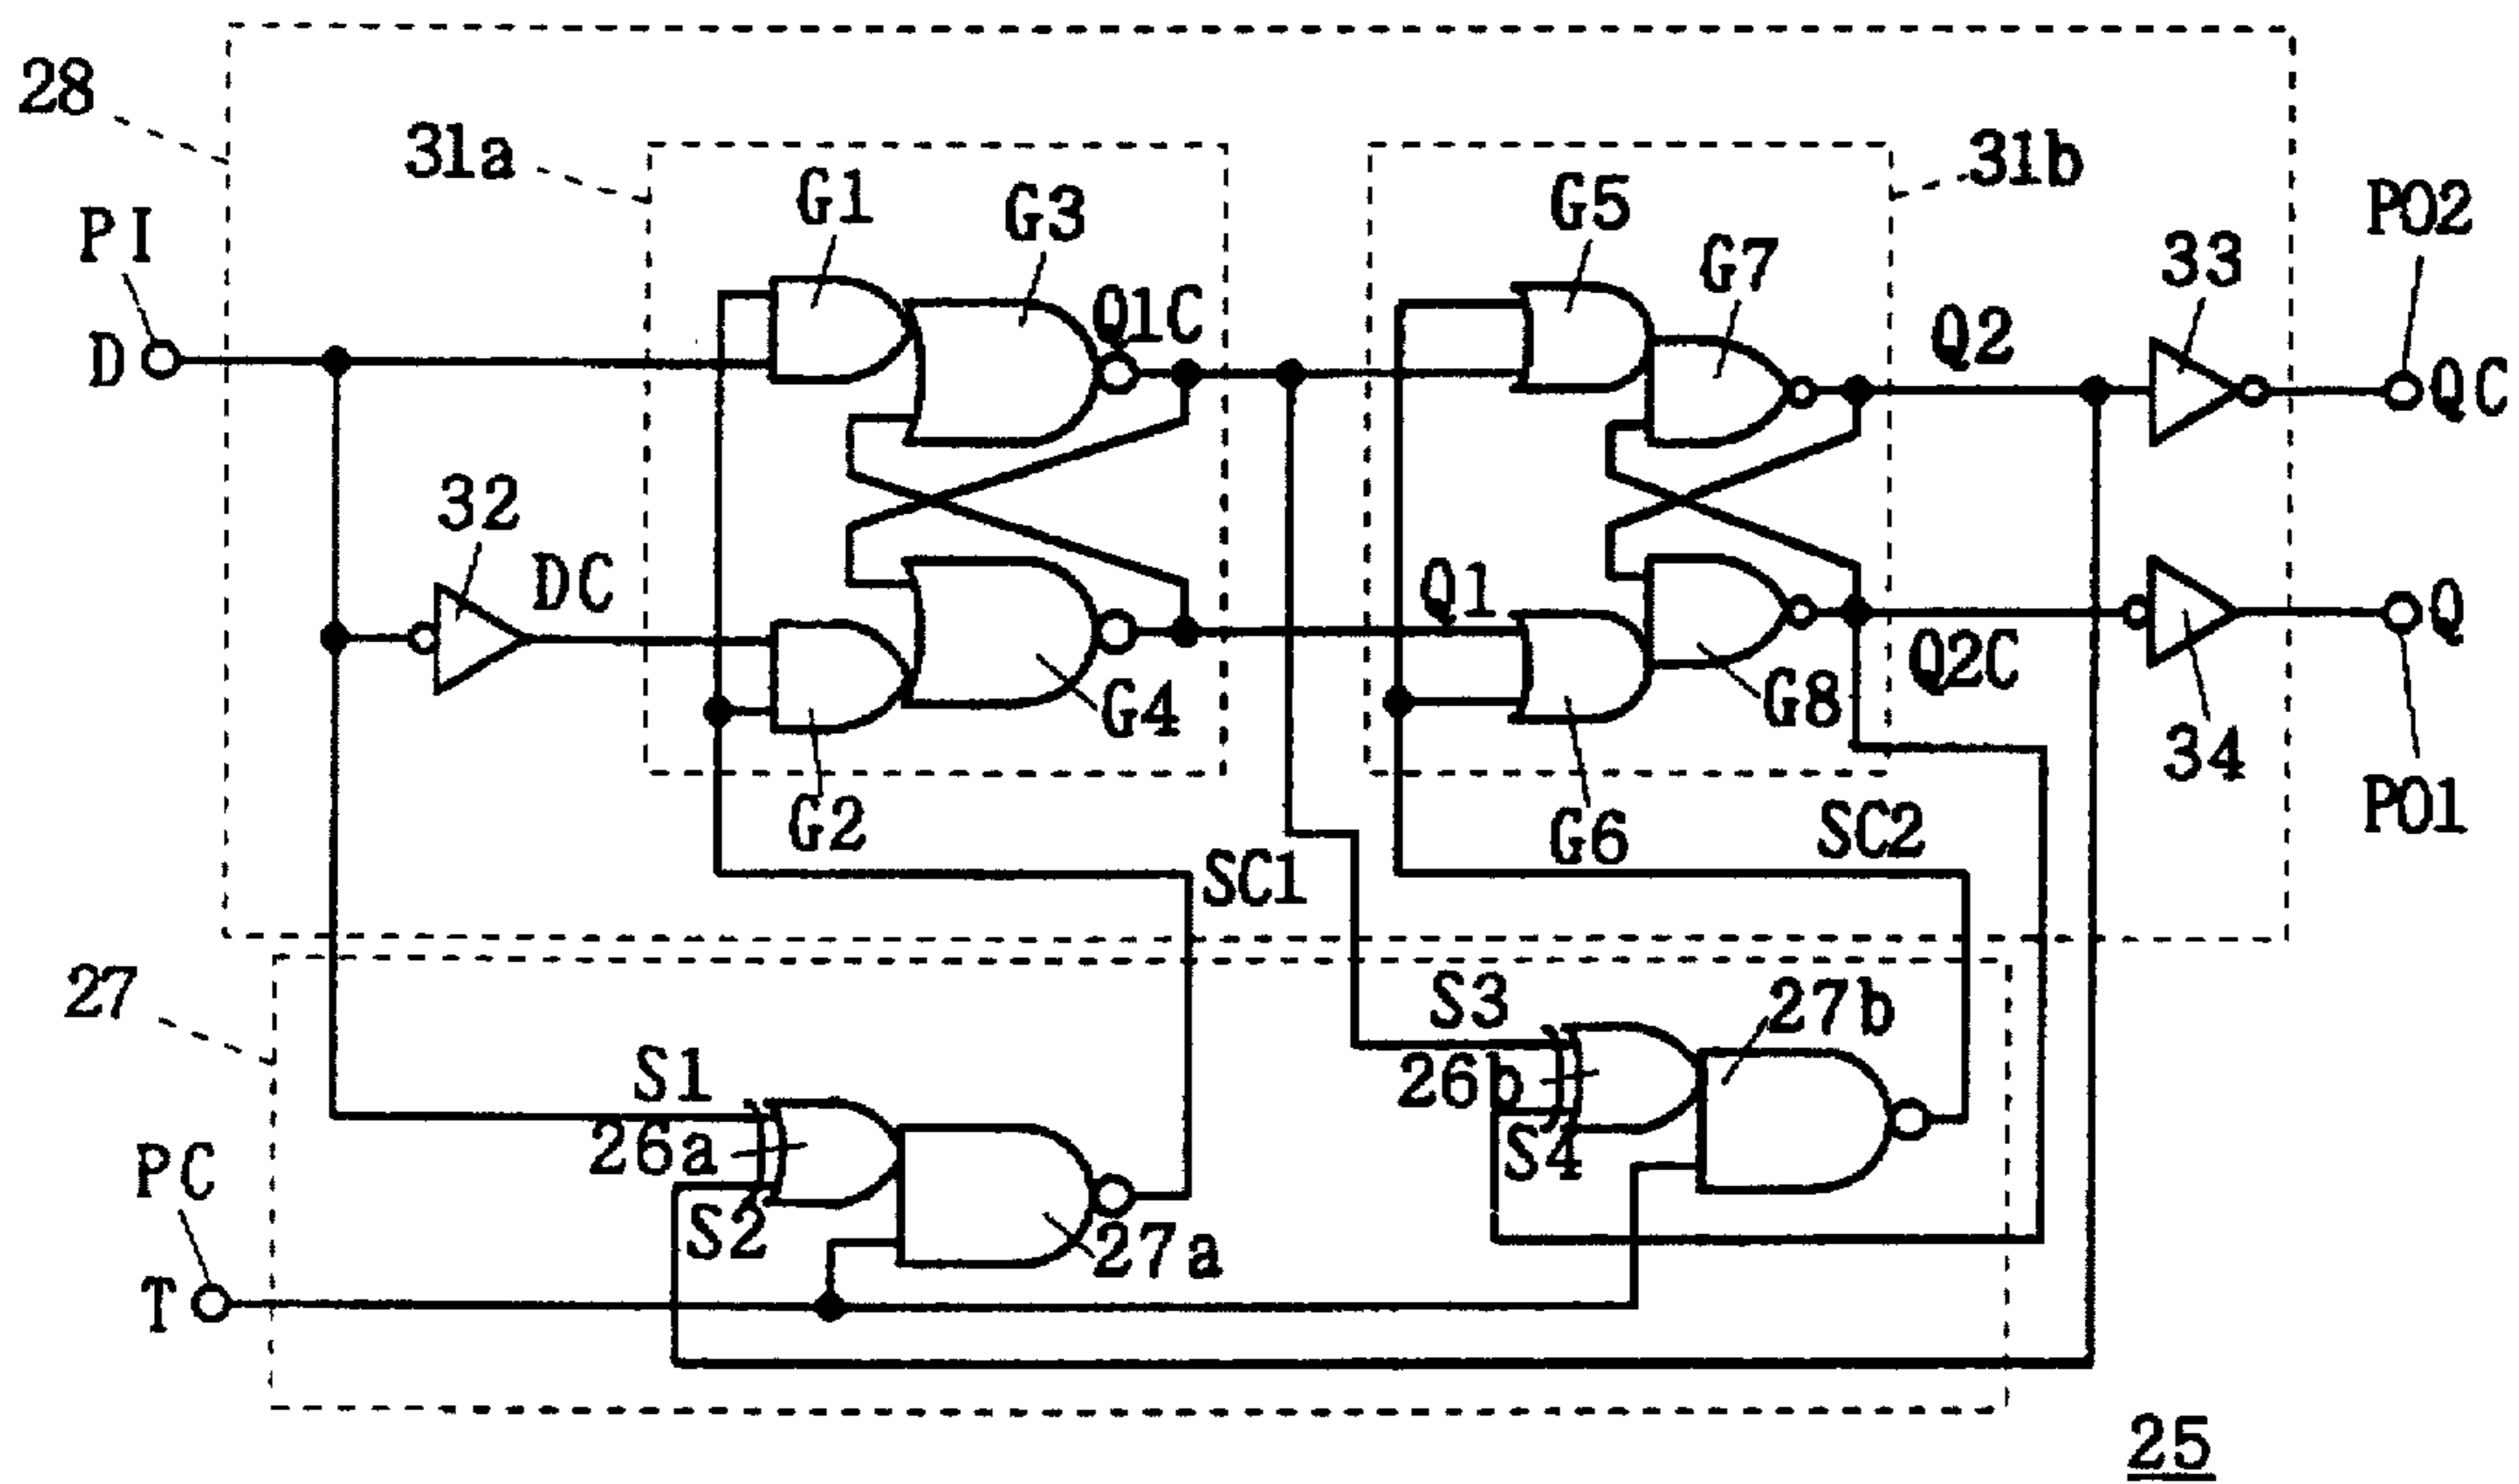 28
31a
G1
G3
G5
G7
31b
PO2
PI
33
Q1C
Q2
D
QC
32
DC
Q1
Q
G4
G8
Q2C
34
PO1
G2
G6
SC2
SC1
27
S3
27b
S1
26b
26a
S4
PC
S2
27a
T
25